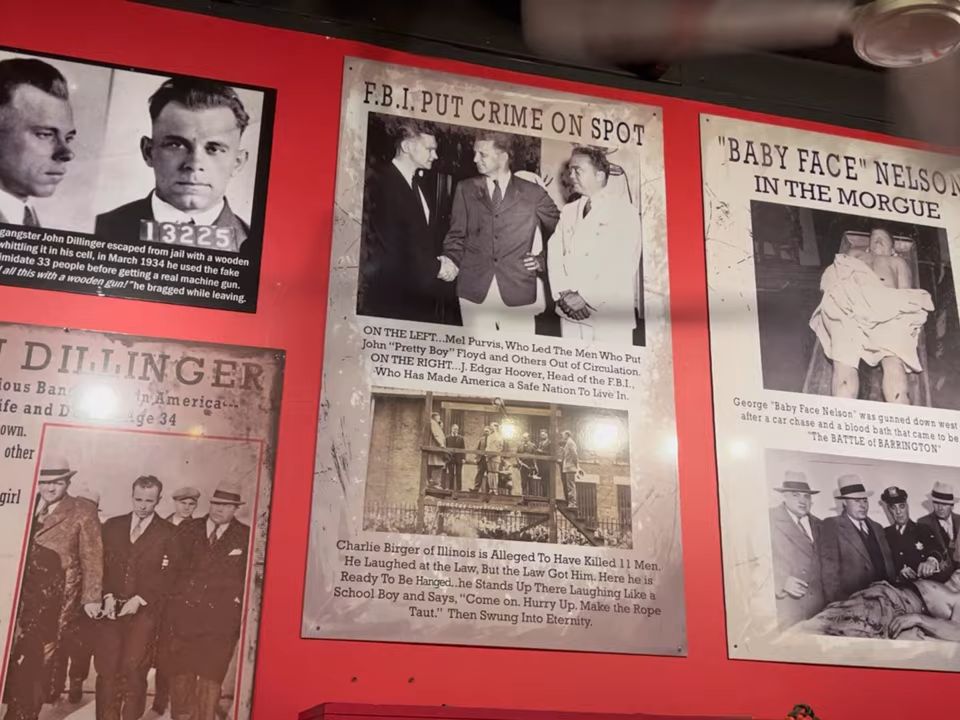 13225
gangster John Dillinger escaped from jail with a wooden
whittling it in his cell, in March 1934 he used the fake
imidate 33 people before getting a real machine gun.
all this with a wooden gun!" he bragged while leaving.
DILLINGER
ious Ban in America...
ife and D Age 34
own.
other
girl
F.B.I. PUT CRIME ON SPOT
ON THE LEFT...Mel Purvis, Who Led The Men Who Put
John "Pretty Boy" Floyd and Others Out of Circulation.
ON THE RIGHT...J. Edgar Hoover, Head of the F.B.I.,
Who Has Made America a Safe Nation To Live In.
Charlie Birger of Illinois is Alleged To Have Killed 11 Men.
He Laughed at the Law, But the Law Got Him. Here he is
Ready To Be Hanged..he Stands Up There Laughing Like a
School Boy and Says, "Come on. Hurry Up. Make the Rope
Taut." Then Swung Into Eternity.
"BABY FACE" NELSON
IN THE MORGUE
George "Baby Face Nelson" was gunned down west
after a car chase and a blood bath that came to be
"The BATTLE of BARRINGTON"